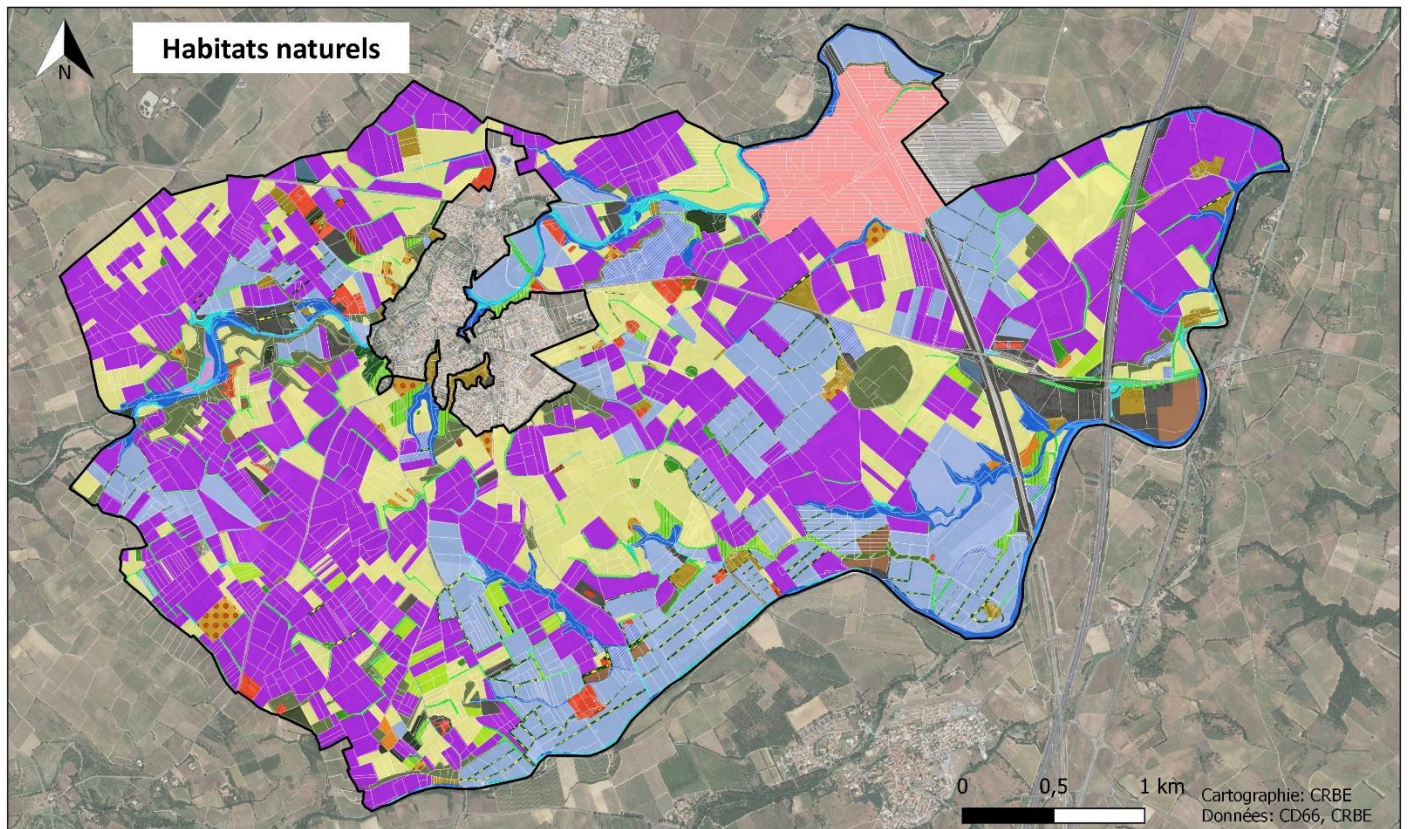 Habitats naturels
N
0 0,5 1 km
Cartographie: CRBE
Données: CD66, CRBE